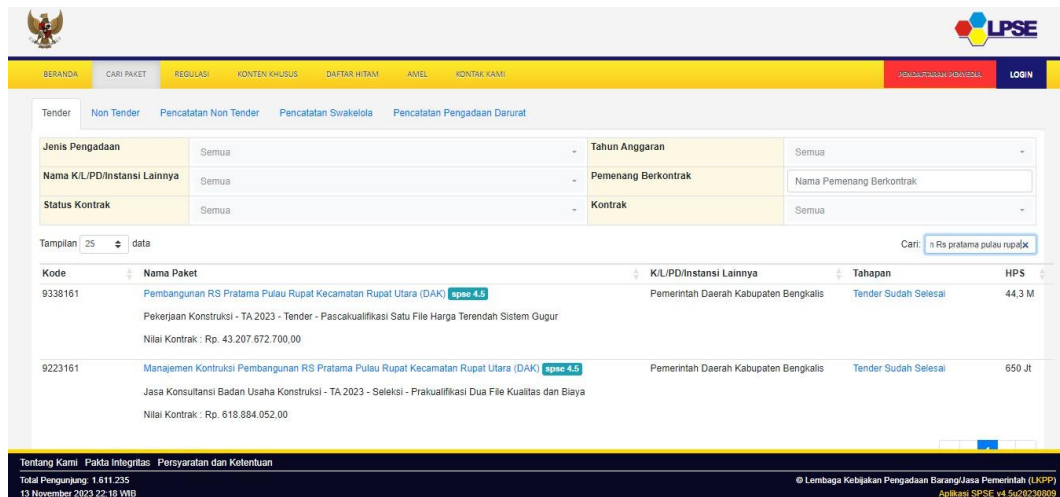 LPSE
BERANDA CARI PAKET REGULASI KONTEN KHUSUS DAFTAR HITAM AMEL KONTAK KAMI PENDAFTARAN PENYEDIA LOGIN
Tender Non Tender Pencatatan Non Tender Pencatatan Swakelola Pencatatan Pengadaan Darurat
Jenis Pengadaan Semua Tahun Anggaran Semua
Nama K/L/PD/Instansi Lainnya Semua Pemenang Berkontrak Nama Pemenang Berkontrak
Status Kontrak Semua Kontrak Semua
Tampilan 25 data Cari: n Rs pratama pulau rupa x
Kode Nama Paket K/L/PD/Instansi Lainnya Tahapan HPS
9338161 Pembangunan RS Pratama Pulau Rupat Kecamatan Rupat Utara (DAK) spse 4.5 Pemerintah Daerah Kabupaten Bengkalis Tender Sudah Selesai 44,3 M
Pekerjaan Konstruksi - TA 2023 - Tender - Pascakualifikasi Satu File Harga Terendah Sistem Gugur
Nilai Kontrak : Rp. 43.207.672.700,00
9223161 Manajemen Kontruksi Pembangunan RS Pratama Pulau Rupat Kecamatan Rupat Utara (DAK) spse 4.5 Pemerintah Daerah Kabupaten Bengkalis Tender Sudah Selesai 650 Jt
Jasa Konsultansi Badan Usaha Konstruksi - TA 2023 - Seleksi - Prakualifikasi Dua File Kualitas dan Biaya
Nilai Kontrak : Rp. 618.884.052,00
Tentang Kami Pakta Integritas Persyaratan dan Ketentuan
Total Pengunjung: 1.611.235 © Lembaga Kebijakan Pengadaan Barang/Jasa Pemerintah (LKPP)
13 November 2023 22:18 WIB Aplikasi SPSE v4.5u20230809